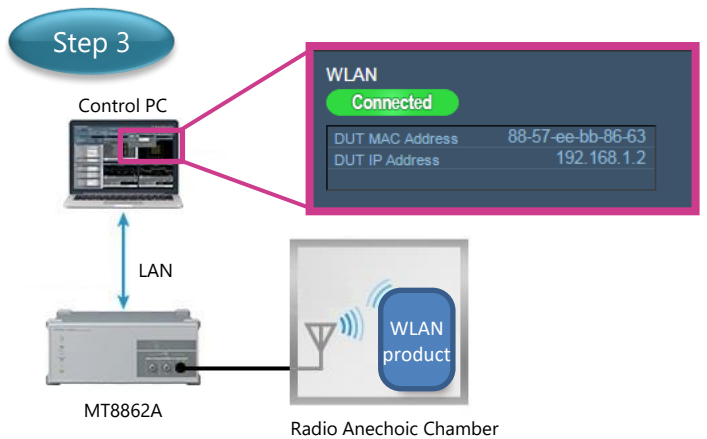 Step 3
Control PC
WLAN
Connected
DUT MAC Address 88-57-ee-bb-86-63
DUT IP Address 192.168.1.2
LAN
WLAN
product
MT8862A
Radio Anechoic Chamber